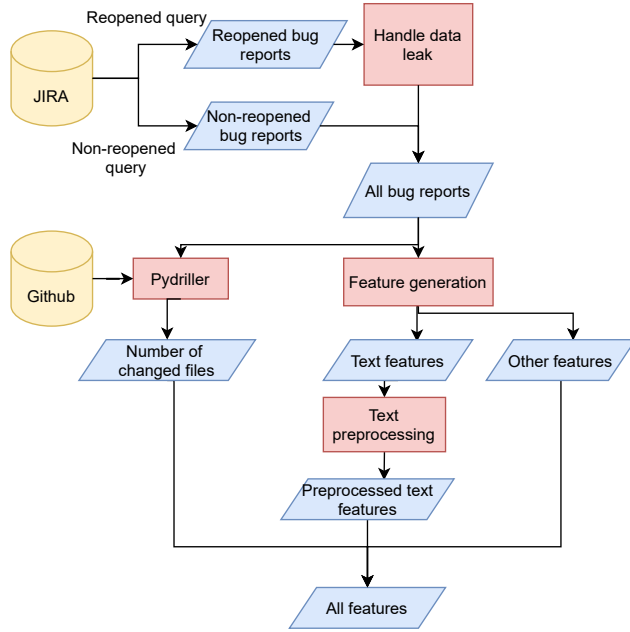 Reopened query
Reopened bug
reports
Handle data
leak
JIRA
Non-reopened
bug reports
Non-reopened
query
All bug reports
Github
Pydriller
Feature generation
Number of
changed files
Text features
Other features
Text
preprocessing
Preprocessed text
features
All features